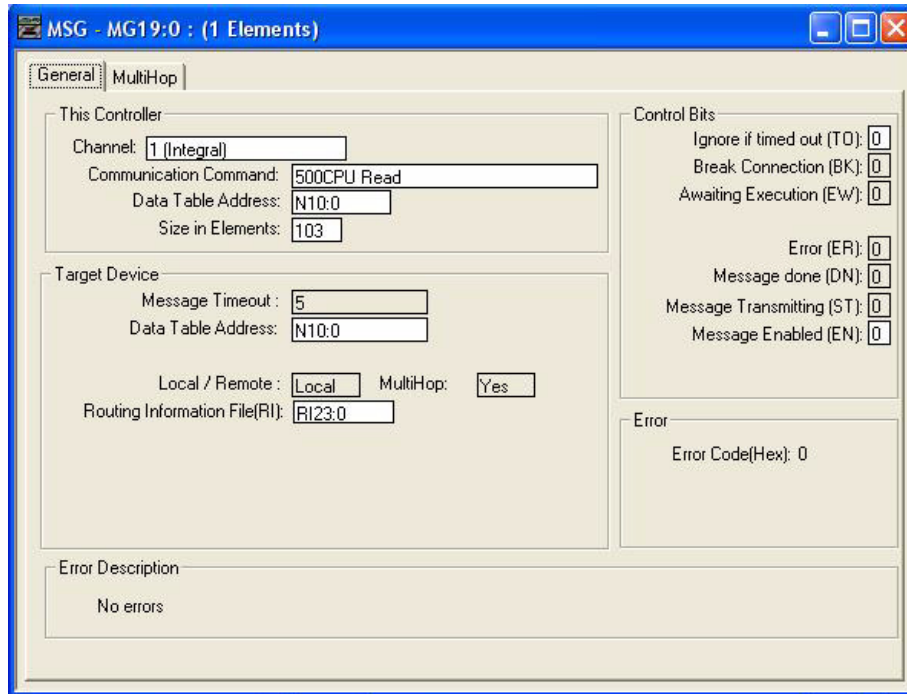 MSG - MG19:0 : (1 Elements)
General MultiHop
This Controller
Channel: 1 (Integral)
Communication Command: 500CPU Read
Data Table Address: N10:0
Size in Elements: 103
Target Device
Message Timeout : 5
Data Table Address: N10:0
Local / Remote : Local MultiHop: Yes
Routing Information File(RI): RI23:0
Control Bits
Ignore if timed out (TO): 0
Break Connection (BK): 0
Awaiting Execution (EW): 0
Error (ER): 0
Message done (DN): 0
Message Transmitting (ST): 0
Message Enabled (EN): 0
Error
Error Code(Hex): 0
Error Description
No errors